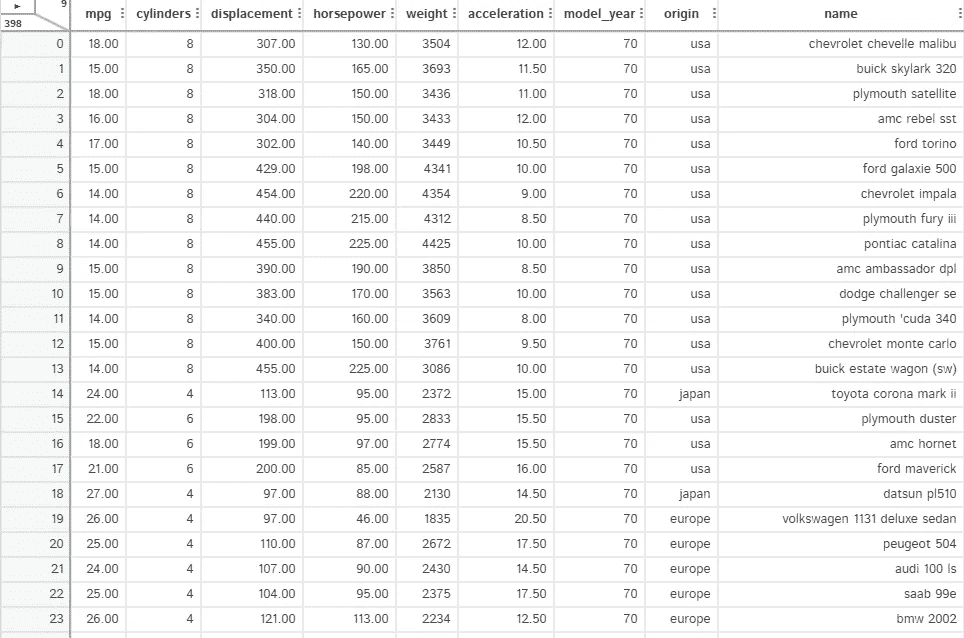 9 mpg cylinders displacement horsepower weight acceleration model_year origin name
398
0 18.00 8 307.00 130.00 3504 12.00 70 usa chevrolet chevelle malibu
1 15.00 8 350.00 165.00 3693 11.50 70 usa buick skylark 320
2 18.00 8 318.00 150.00 3436 11.00 70 usa plymouth satellite
3 16.00 8 304.00 150.00 3433 12.00 70 usa amc rebel sst
4 17.00 8 302.00 140.00 3449 10.50 70 usa ford torino
5 15.00 8 429.00 198.00 4341 10.00 70 usa ford galaxie 500
6 14.00 8 454.00 220.00 4354 9.00 70 usa chevrolet impala
7 14.00 8 440.00 215.00 4312 8.50 70 usa plymouth fury iii
8 14.00 8 455.00 225.00 4425 10.00 70 usa pontiac catalina
9 15.00 8 390.00 190.00 3850 8.50 70 usa amc ambassador dpl
10 15.00 8 383.00 170.00 3563 10.00 70 usa dodge challenger se
11 14.00 8 340.00 160.00 3609 8.00 70 usa plymouth 'cuda 340
12 15.00 8 400.00 150.00 3761 9.50 70 usa chevrolet monte carlo
13 14.00 8 455.00 225.00 3086 10.00 70 usa buick estate wagon (sw)
14 24.00 4 113.00 95.00 2372 15.00 70 japan toyota corona mark ii
15 22.00 6 198.00 95.00 2833 15.50 70 usa plymouth duster
16 18.00 6 199.00 97.00 2774 15.50 70 usa amc hornet
17 21.00 6 200.00 85.00 2587 16.00 70 usa ford maverick
18 27.00 4 97.00 88.00 2130 14.50 70 japan datsun pl510
19 26.00 4 97.00 46.00 1835 20.50 70 europe volkswagen 1131 deluxe sedan
20 25.00 4 110.00 87.00 2672 17.50 70 europe peugeot 504
21 24.00 4 107.00 90.00 2430 14.50 70 europe audi 100 ls
22 25.00 4 104.00 95.00 2375 17.50 70 europe saab 99e
23 26.00 4 121.00 113.00 2234 12.50 70 europe bmw 2002